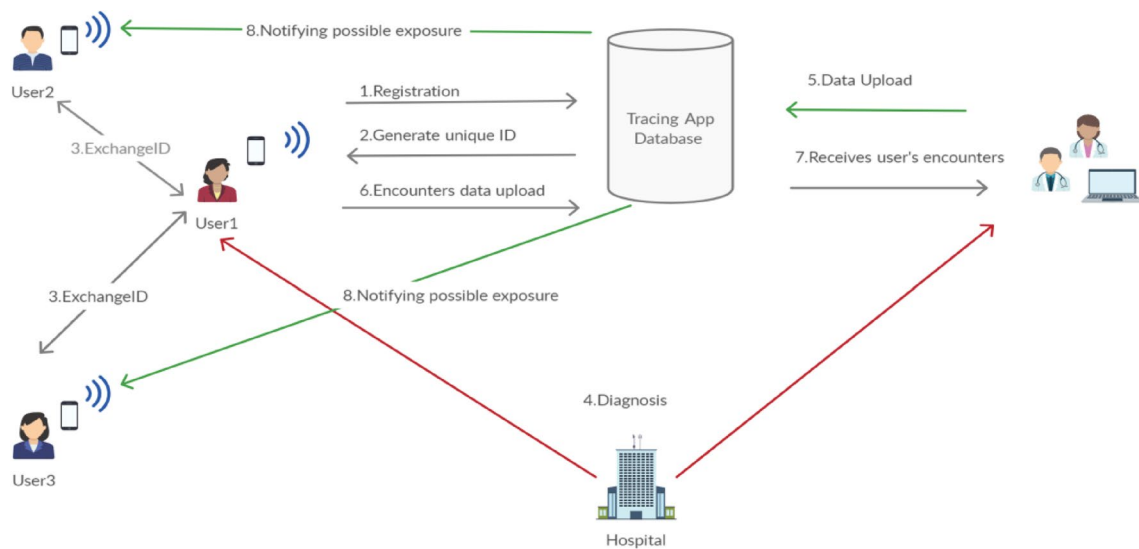 8.Notifying possible exposure
User2
1.Registration
5.Data Upload
Tracing App
Database
2.Generate unique ID
3.ExchangeID
7.Receives user's encounters
6.Encounters data upload
User1
3.ExchangeID
8.Notifying possible exposure
4.Diagnosis
User3
Hospital